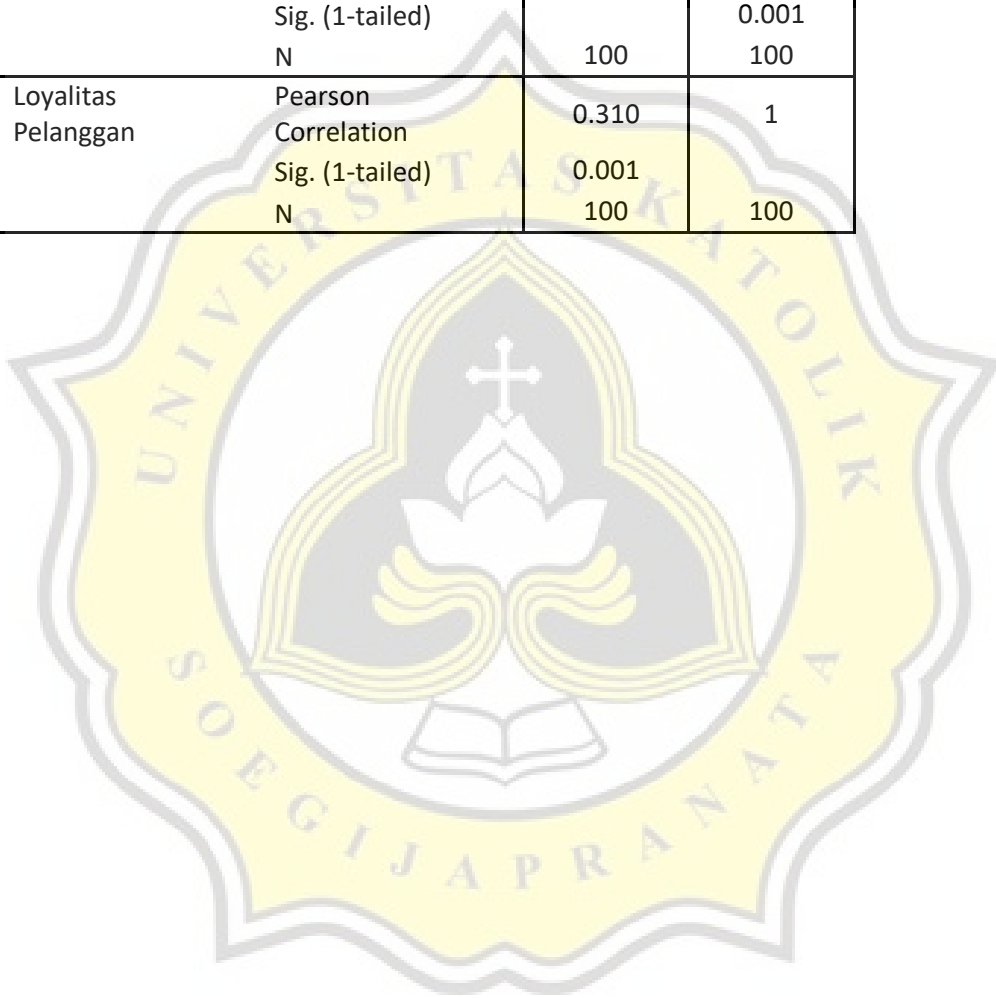 Sig. (1-tailed) 0.001
N 100 100
Loyalitas Pelanggan Pearson Correlation 0.310 1
Sig. (1-tailed) 0.001
N 100 100
UNIVERSITAS KATOLIK
SOEGIJAPRANATA